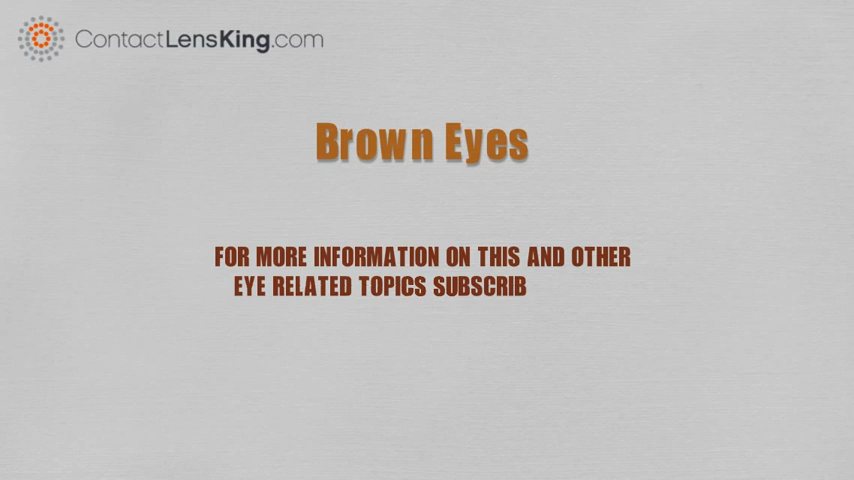 ContactLensKing.com
Brown Eyes
FOR MORE INFORMATION ON THIS AND OTHER
EYE RELATED TOPICS SUBSCRIB